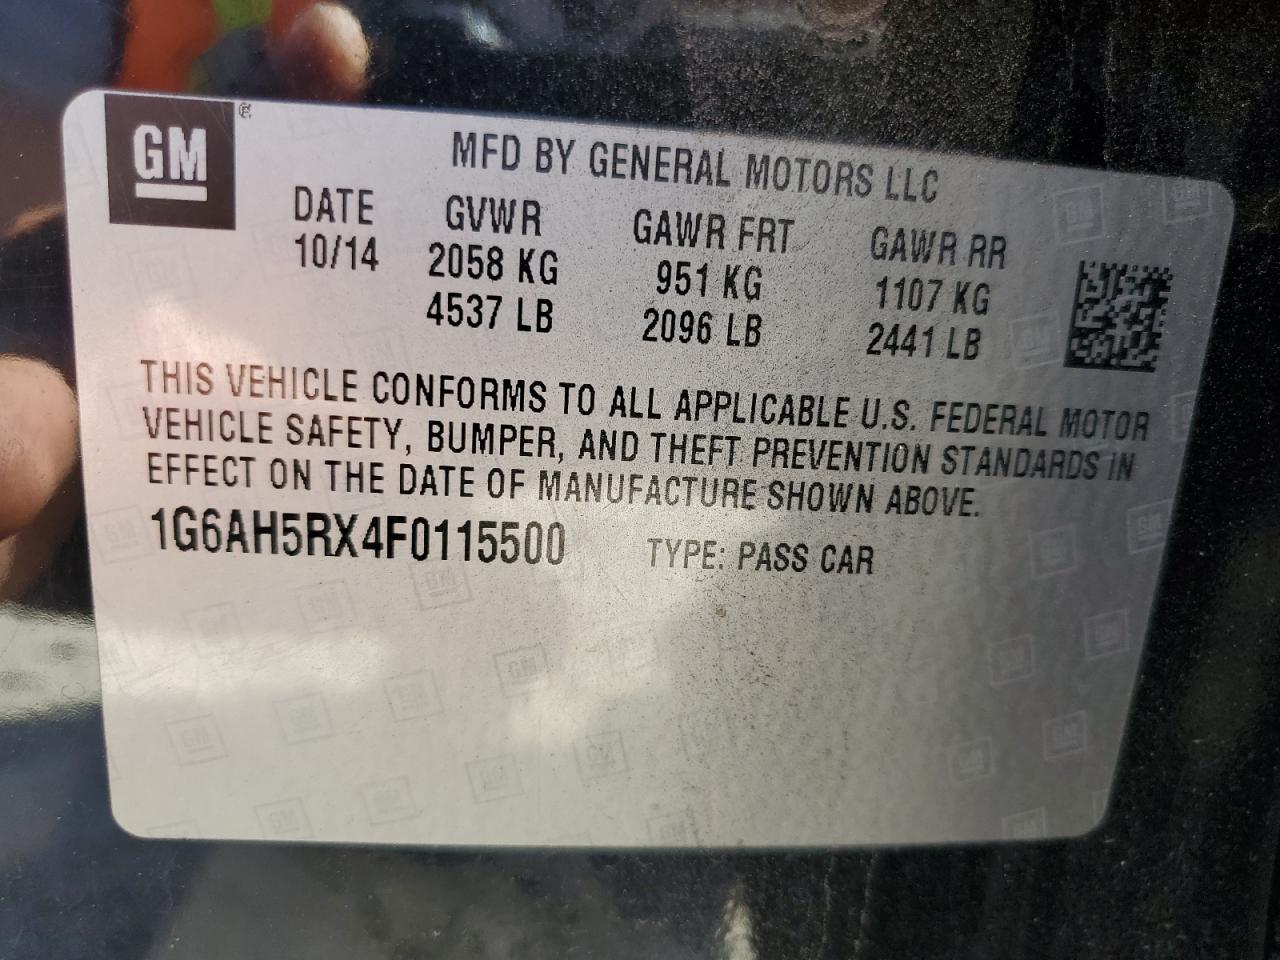 GM
MFD BY GENERAL MOTORS LLC
DATE GVWR GAWR FRT GAWR RR
10/14 2058 KG 951 KG 1107 KG
4537 LB 2096 LB 2441 LB
THIS VEHICLE CONFORMS TO ALL APPLICABLE U.S. FEDERAL MOTOR
VEHICLE SAFETY, BUMPER, AND THEFT PREVENTION STANDARDS IN
EFFECT ON THE DATE OF MANUFACTURE SHOWN ABOVE.
1G6AH5RX4F0115500 TYPE: PASS CAR